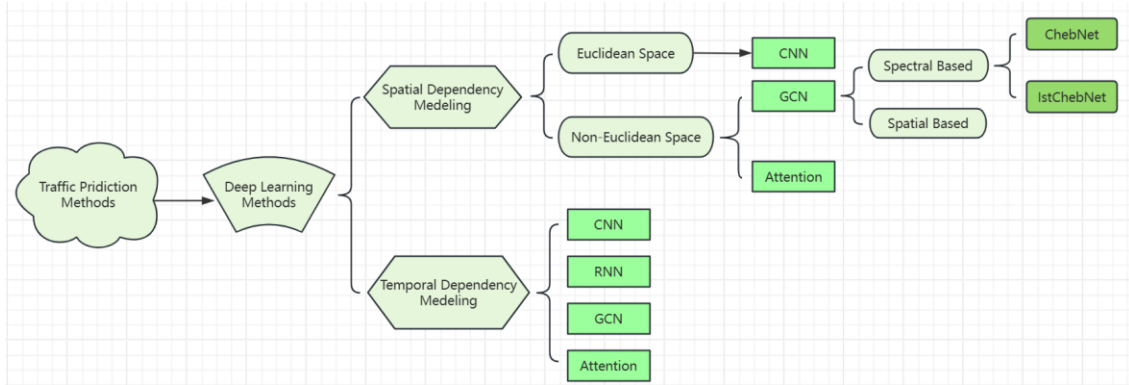 Traffic Pridiction
Methods
Deep Learning
Methods
Spatial Dependency
Medeling
Euclidean Space
CNN
Non-Euclidean Space
GCN
Spectral Based
ChebNet
IstChebNet
Spatial Based
Attention
Temporal Dependency
Medeling
CNN
RNN
GCN
Attention